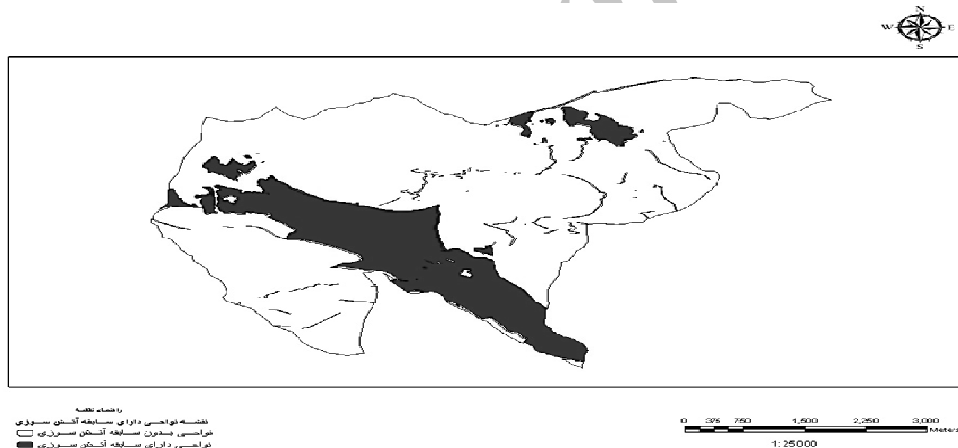 N
W E
S
راهنمای نقشه
نقشه نواحی دارای سابقه آتش سوزی
نواحی بدون سابقه آتش سوزی
نواحی دارای سابقه آتش سوزی
0 375 750 1,500 2,250 3,000
Meters
1:25000